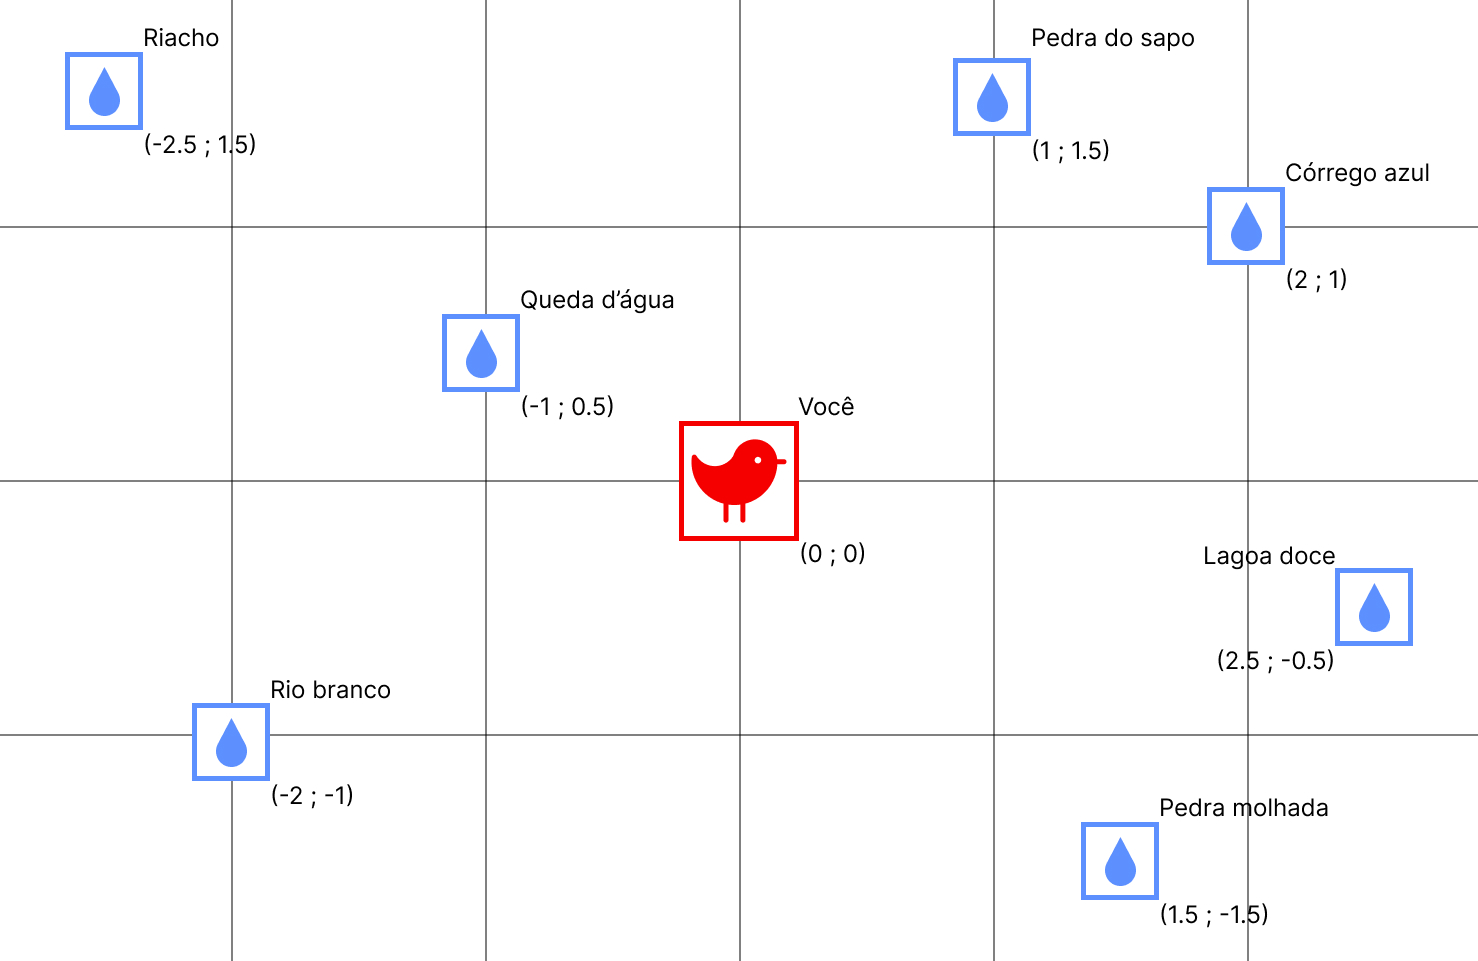 Riacho
(-2.5 ; 1.5)
Pedra do sapo
(1 ; 1.5)
Córrego azul
(2 ; 1)
Queda d’água
(-1 ; 0.5)
Você
(0 ; 0)
Lagoa doce
(2.5 ; -0.5)
Rio branco
(-2 ; -1)
Pedra molhada
(1.5 ; -1.5)